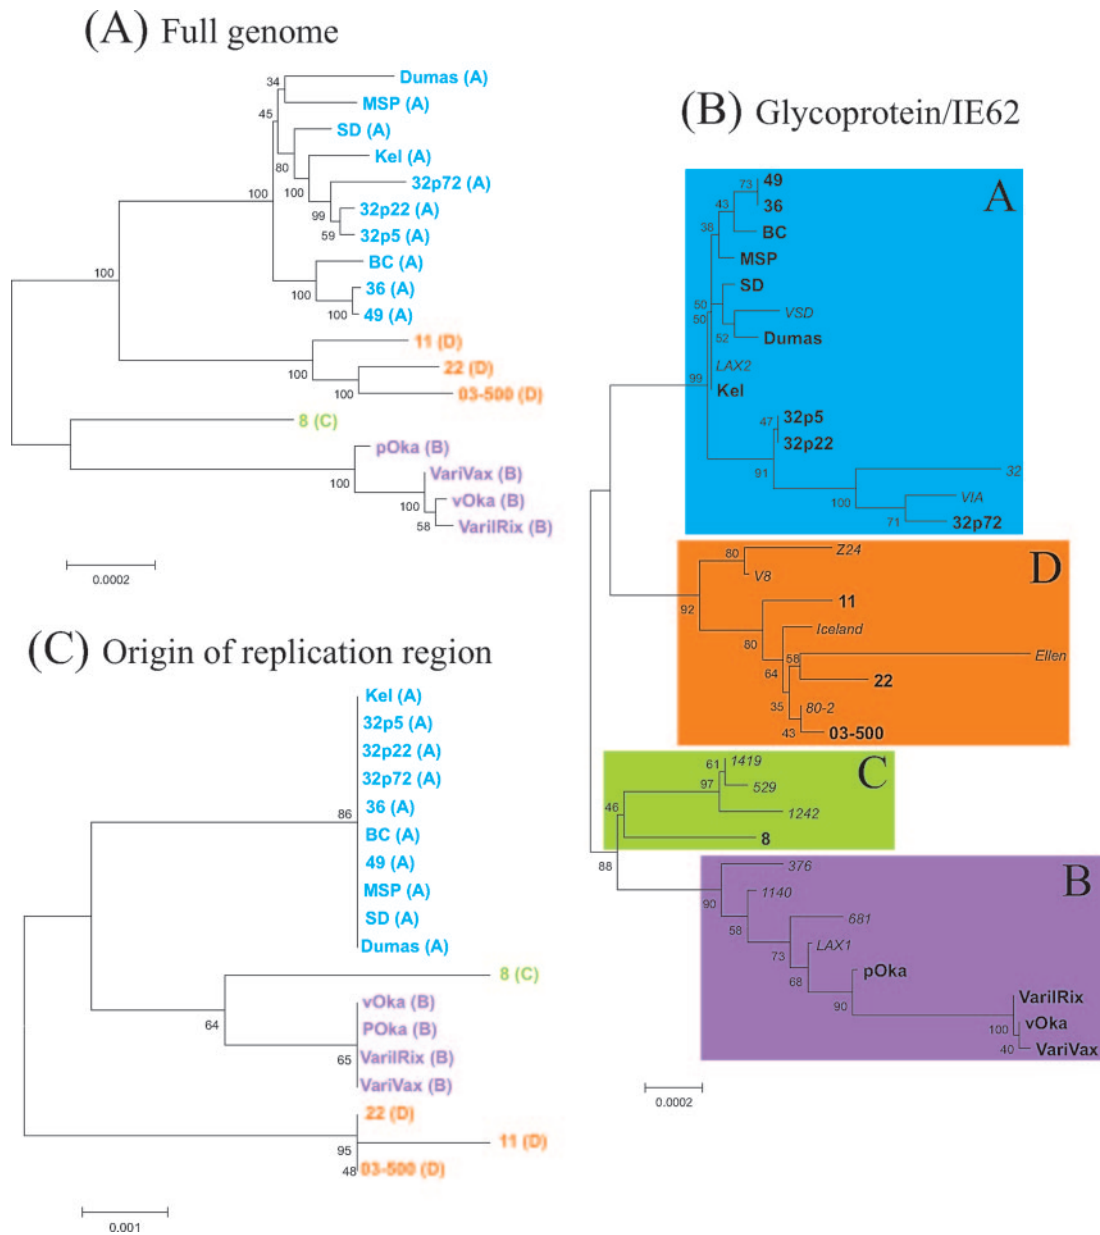 (A) Full genome
34
Dumas (A)
MSP (A)
45
SD (A)
80
Kel (A)
100
32p72 (A)
100
99
32p22 (A)
59
32p5 (A)
BC (A)
100
100
36 (A)
100
49 (A)
11 (D)
100
22 (D)
100
03-500 (D)
8 (C)
pOka (B)
100
VariVax (B)
100
vOka (B)
58
VarilRix (B)
0.0002
(B) Glycoprotein/IE62
A
73
49
36
43
38
BC
MSP
SD
50
50
VSD
52
Dumas
LAX2
99
Kel
47
32p5
32p22
91
32
100
VIA
71
32p72
D
80
Z24
V8
92
11
80
Iceland
58
Ellen
64
22
35
80-2
43
03-500
C
61
1419
97
529
46
1242
8
88
B
376
90
1140
58
681
73
LAX1
68
pOka
90
VarilRix
100
vOka
40
VariVax
0.0002
(C) Origin of replication region
Kel (A)
32p5 (A)
32p22 (A)
32p72 (A)
86
36 (A)
BC (A)
49 (A)
MSP (A)
SD (A)
Dumas (A)
8 (C)
64
vOka (B)
POka (B)
65
VarilRix (B)
VariVax (B)
22 (D)
95
11 (D)
48
03-500 (D)
0.001